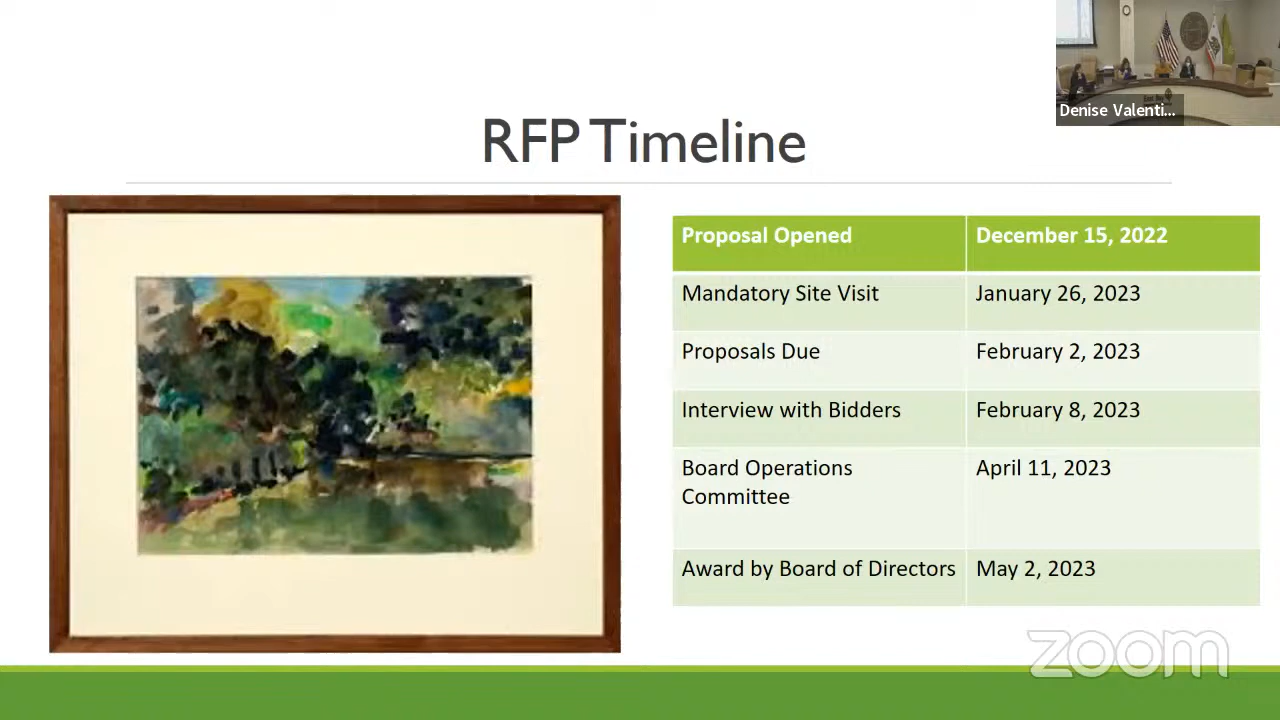 Denise Valenti...
RFP Timeline
Proposal Opened December 15, 2022
Mandatory Site Visit January 26, 2023
Proposals Due February 2, 2023
Interview with Bidders February 8, 2023
Board Operations April 11, 2023
Committee
Award by Board of Directors May 2, 2023
zoom